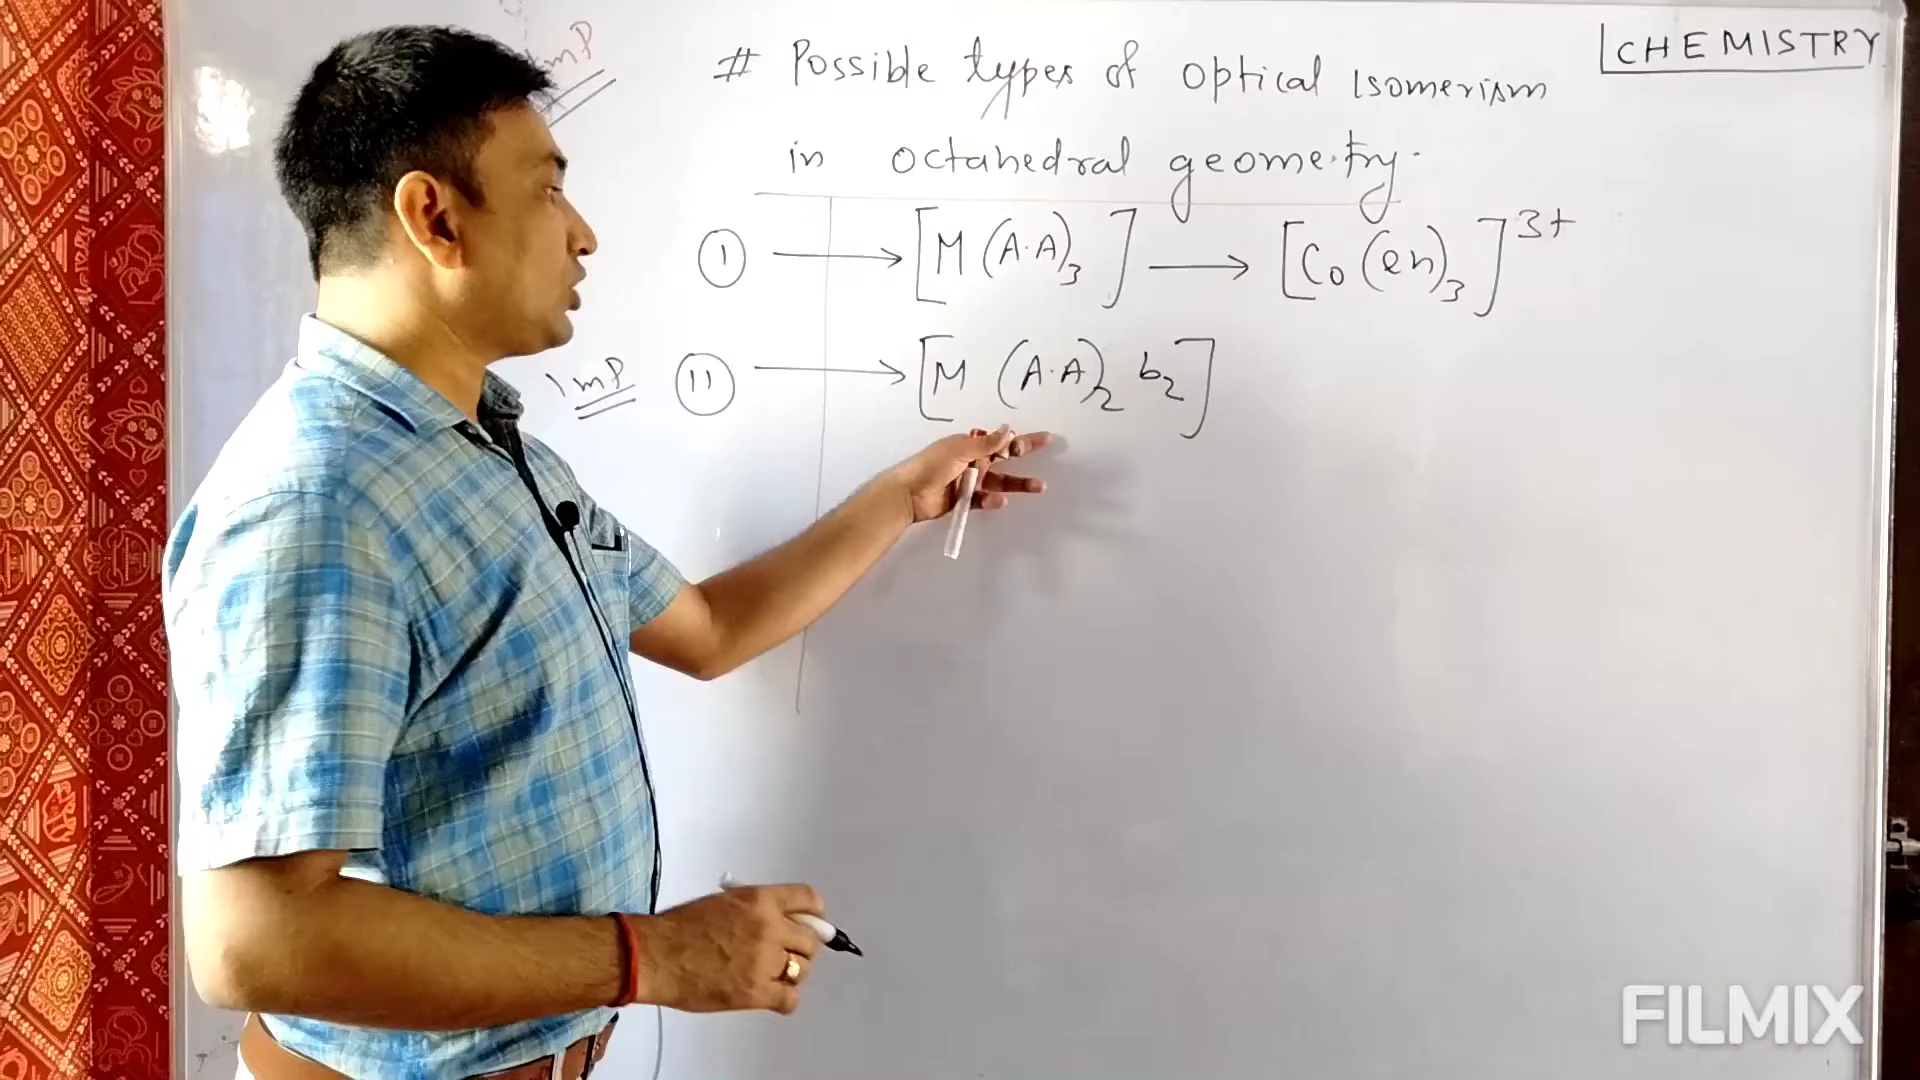 ImP
CHEMISTRY
# Possible types of optical Isomerism
in octahedral geometry.
(I) → [M (A·A)3] → [Co (en)3]3+
ImP (II) → [M (A·A)2 b2]
FILMIX